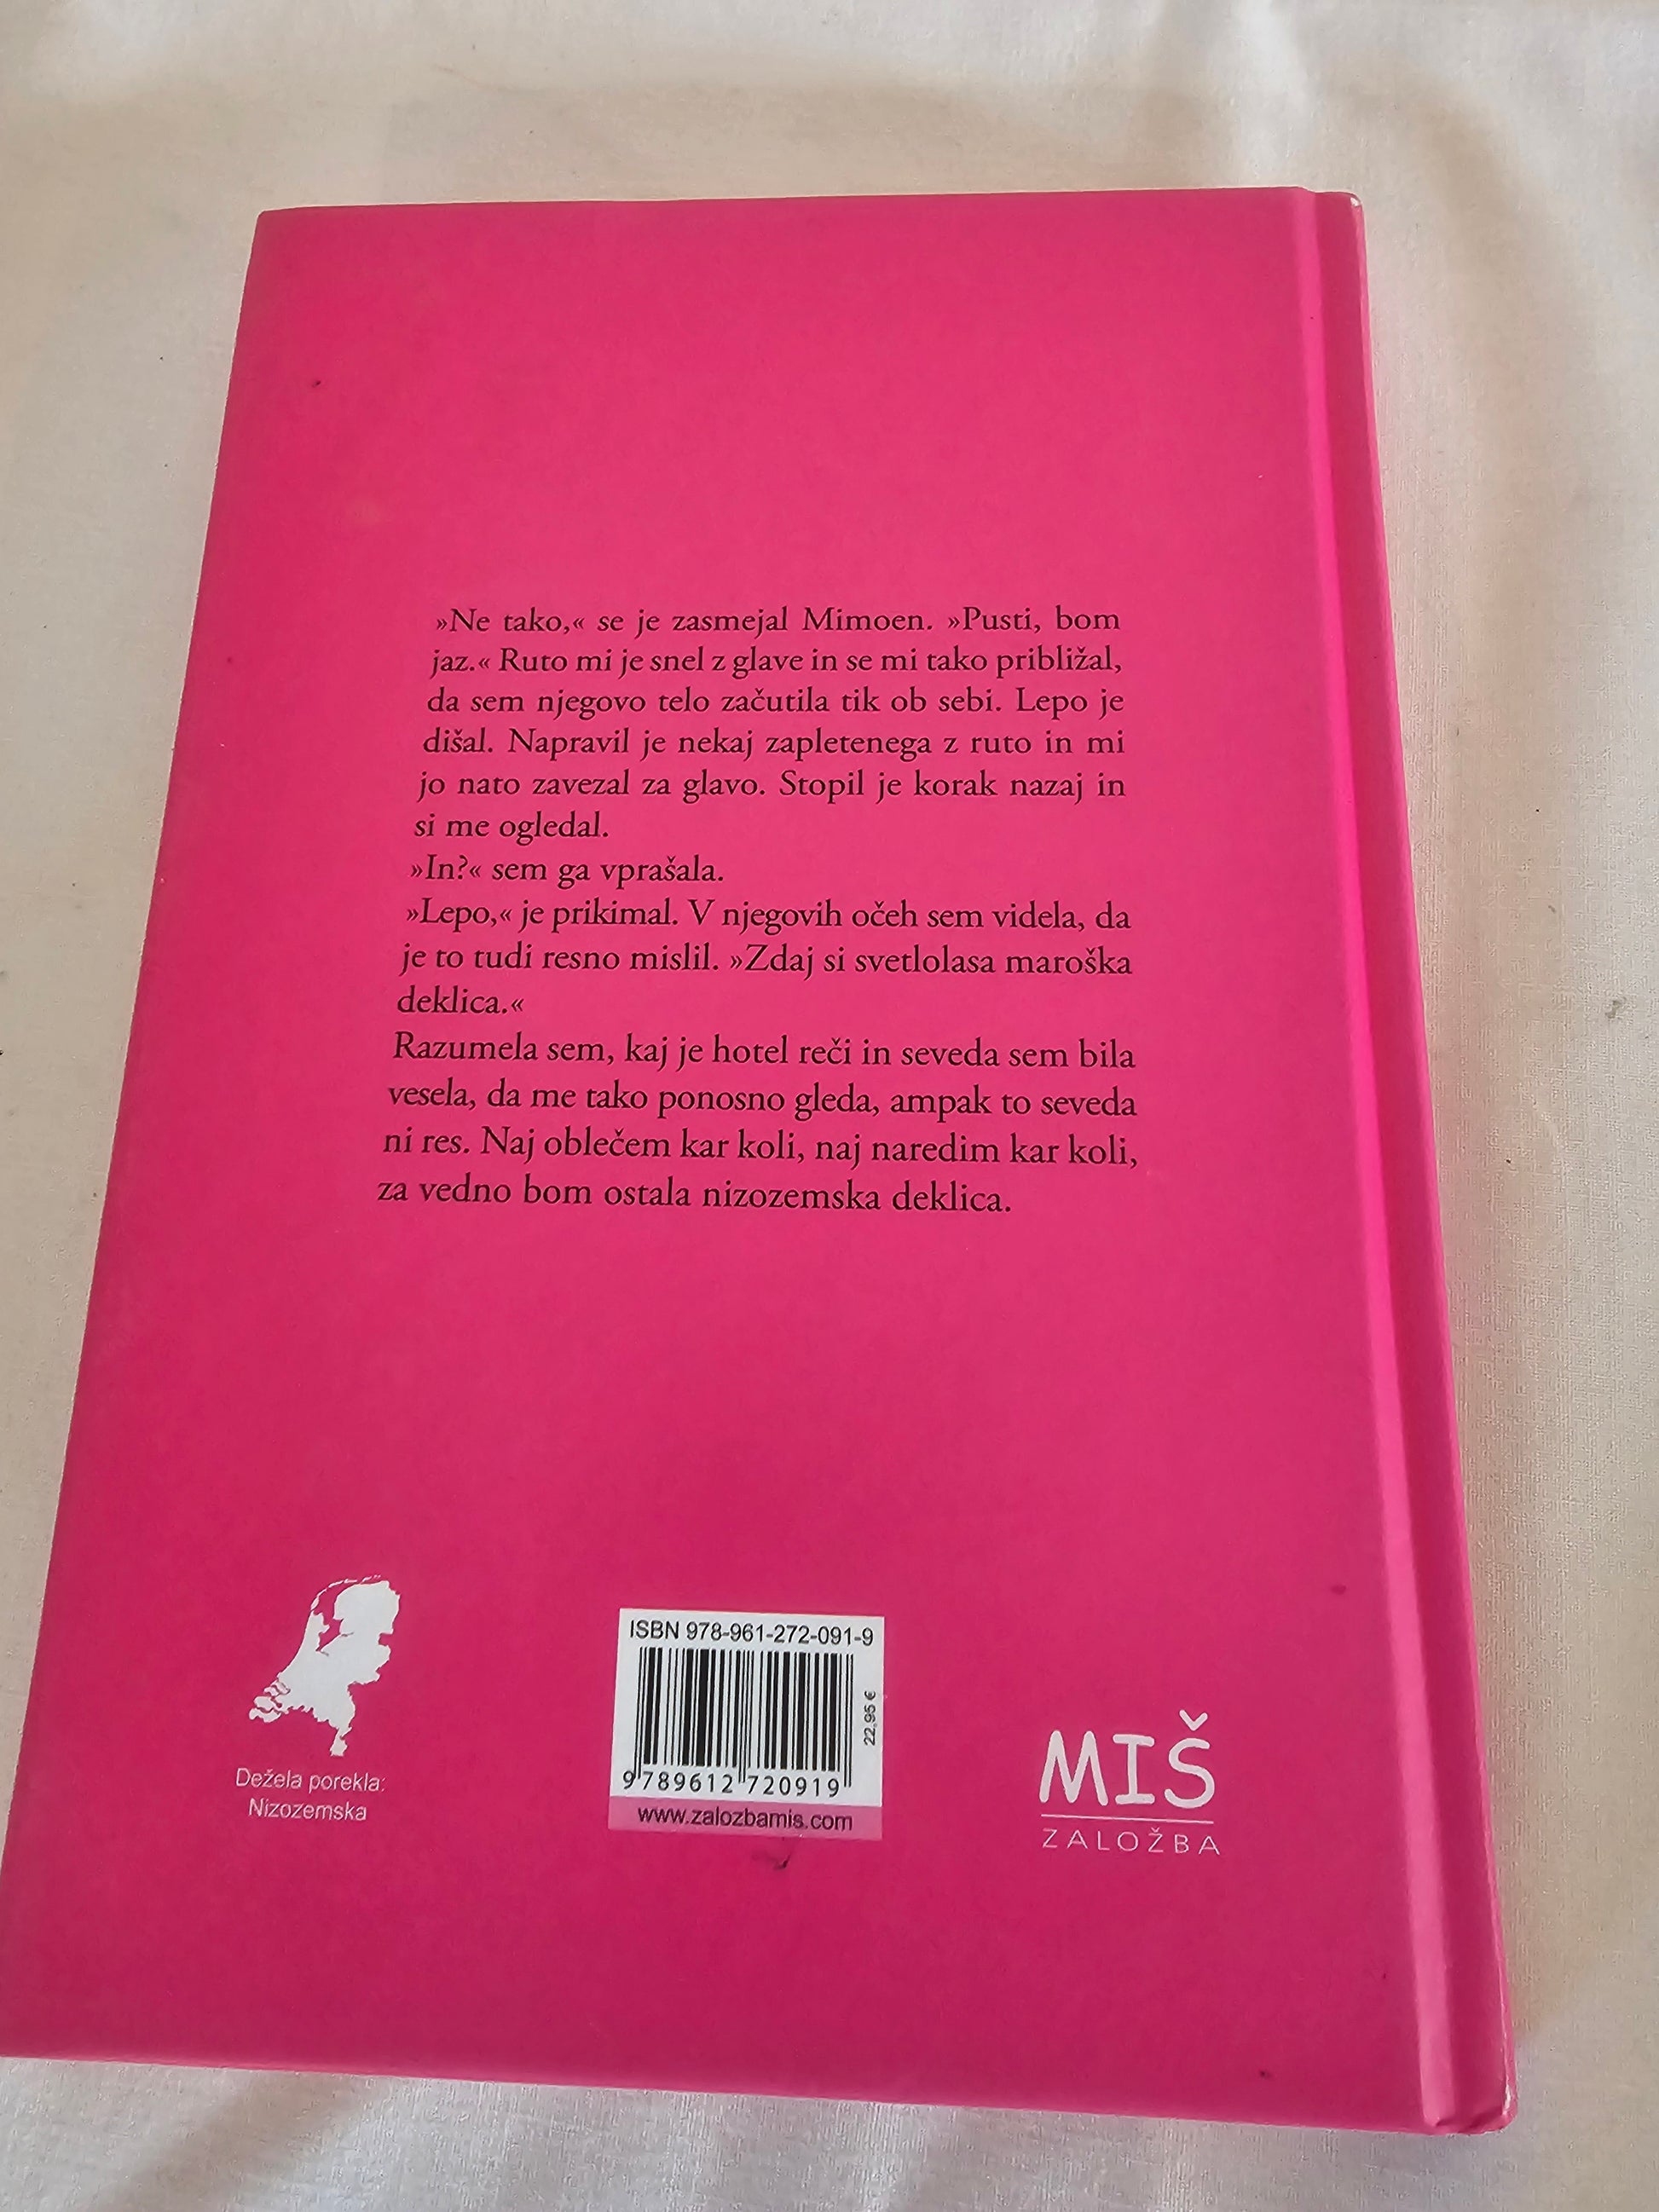 »Ne tako,« se je zasmejal Mimoen. »Pusti, bom
jaz.« Ruto mi je snel z glave in se mi tako približal,
da sem njegovo telo začutila tik ob sebi. Lepo je
dišal. Napravil je nekaj zapletenega z ruto in mi
jo nato zavezal za glavo. Stopil je korak nazaj in
si me ogledal.
»In?« sem ga vprašala.
»Lepo,« je prikimal. V njegovih očeh sem videla, da
je to tudi resno mislil. »Zdaj si svetlolasa maroška
deklica.«
Razumela sem, kaj je hotel reči in seveda sem bila
vesela, da me tako ponosno gleda, ampak to seveda
ni res. Naj oblečem kar koli, naj naredim kar koli,
za vedno bom ostala nizozemska deklica.
Dežela porekla:
Nizozemska
ISBN 978-961-272-091-9
22,95 €
9789612720919
www.zalozbamis.com
MIŠ
ZALOŽBA